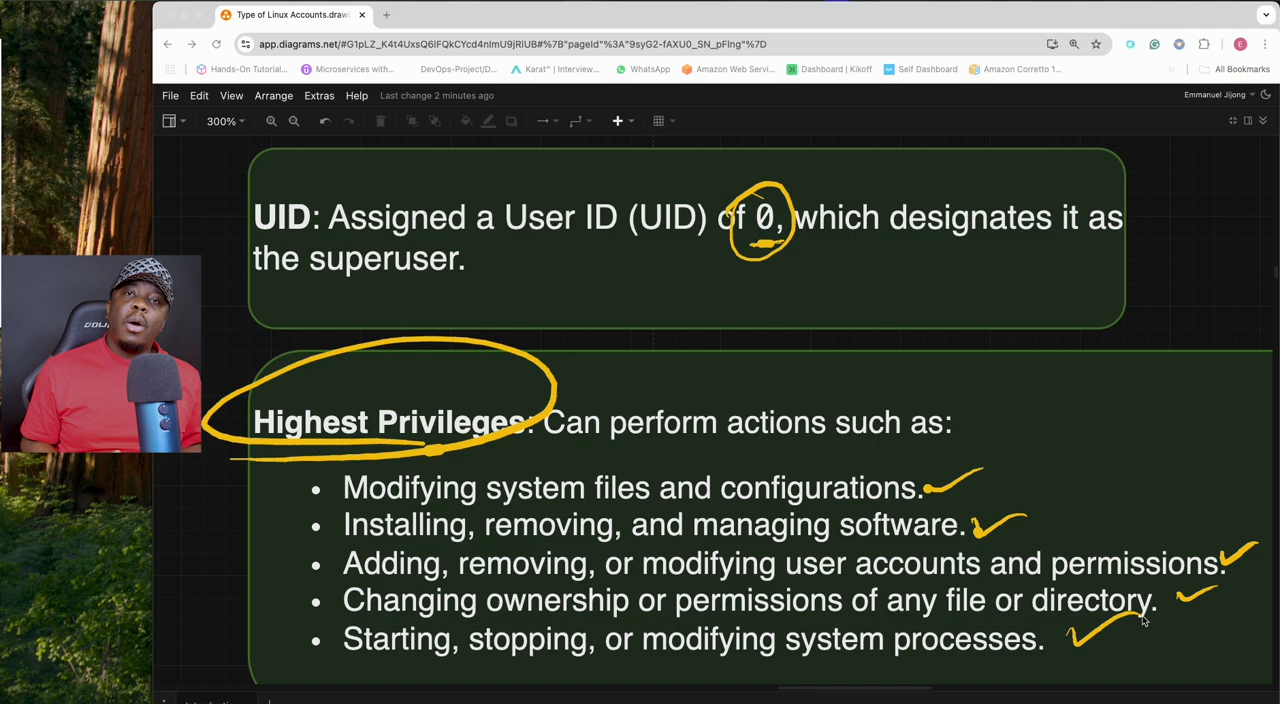 Type of Linux Accounts.draw
app.diagrams.net/#G1pLZ_K4t4UxsQ6lFQkCYcd4nImU9jRIUB#%7B"pageId"%3A"9syG2-fAXU0_SN_pFlng"%7D
E
Hands-On Tutorial... Microservices with... DevOps-Project/D... Karat^ | Interview... WhatsApp Amazon Web Servi... Dashboard | Kikoff Self Dashboard Amazon Corretto 1... All Bookmarks
File Edit View Arrange Extras Help Last change 2 minutes ago Emmanuel Jijong
300%
UID: Assigned a User ID (UID) of 0, which designates it as
the superuser.
Highest Privileges: Can perform actions such as:
• Modifying system files and configurations.
• Installing, removing, and managing software.
• Adding, removing, or modifying user accounts and permissions.
• Changing ownership or permissions of any file or directory.
• Starting, stopping, or modifying system processes.